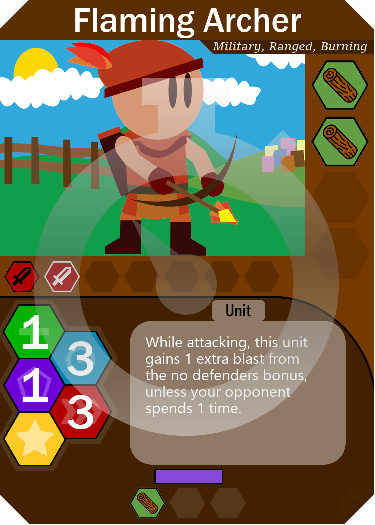 Flaming Archer
Military, Ranged, Burning
Unit
1
3
1
3
While attacking, this unit
gains 1 extra blast from
the no defenders bonus,
unless your opponent
spends 1 time.